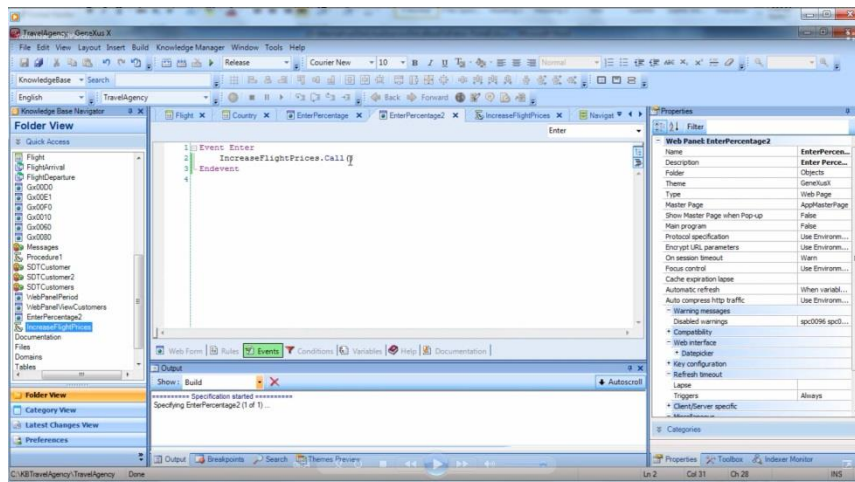 TravelAgency - GeneXus X
File Edit View Layout Insert Build Knowledge Manager Window Tools Help
Release Courier New 10 B I U Normal
KnowledgeBase Search
English TravelAgency Back Forward
Knowledge Base Navigator
Folder View
Quick Access
Flight
FlightArrival
FlightDeparture
Gx00D0
Gx00E1
Gx00F0
Gx0010
Gx0060
Gx0080
Messages
Procedure1
SDTCustomer
SDTCustomer2
SDTCustomers
WebPanelPeriod
WebPanelViewCustomers
EnterPercentage2
IncreaseFlightPrices
Documentation
Files
Domains
Tables
Folder View
Category View
Latest Changes View
Preferences
Flight Country EnterPercentage EnterPercentage2 IncreaseFlightPrices Navigat
Enter
1 Event Enter
2 IncreaseFlightPrices.Call()
3 Endevent
4
Web Form Rules Events Conditions Variables Help Documentation
Output
Show: Build Autoscroll
========== Specification started ==========
Specifying EnterPercentage2 (1 of 1) ...
Output Breakpoints Search Themes Preview
Properties
Filter
Web Panel: EnterPercentage2
Name EnterPercen...
Description Enter Perce...
Folder Objects
Theme GeneXusX
Type Web Page
Master Page AppMasterPage
Show Master Page when Pop-up False
Main program False
Protocol specification Use Environm...
Encrypt URL parameters Use Environm...
On session timeout Warn
Focus control Use Environm...
Cache expiration lapse
Automatic refresh When variabl...
Auto compress http traffic Use Environm...
Warning messages
Disabled warnings spc0096 spc0...
Compatibility
Web interface
Datepicker
Key configuration
Refresh timeout
Lapse
Triggers Always
Client/Server specific
Miscellaneous
Categories
Properties Toolbox Indexer Monitor
C:\KBTravelAgency\TravelAgency Done Ln 2 Col 31 Ch 28 INS